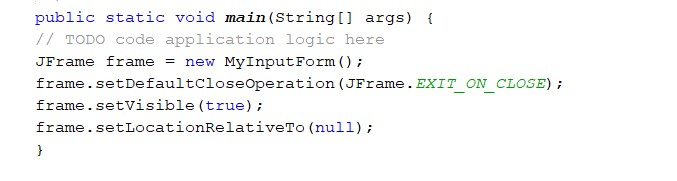 public static void main(String[] args) {
// TODO code application logic here
JFrame frame = new MyInputForm();
frame.setDefaultCloseOperation(JFrame.EXIT_ON_CLOSE);
frame.setVisible(true);
frame.setLocationRelativeTo(null);
}